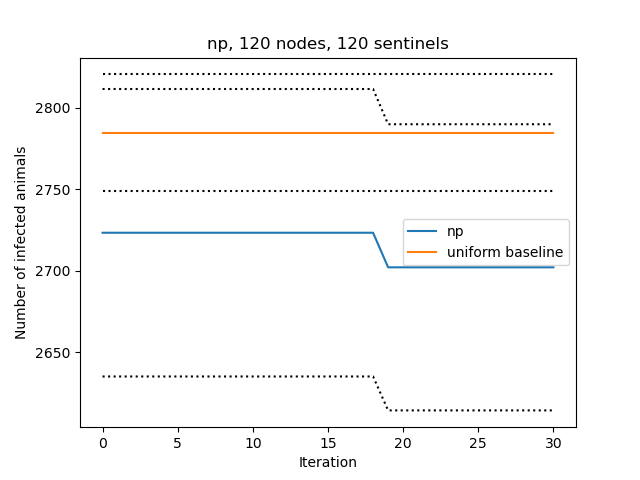 np, 120 nodes, 120 sentinels
Number of infected animals
2800
2750
2700
2650
np
uniform baseline
0 5 10 15 20 25 30
Iteration